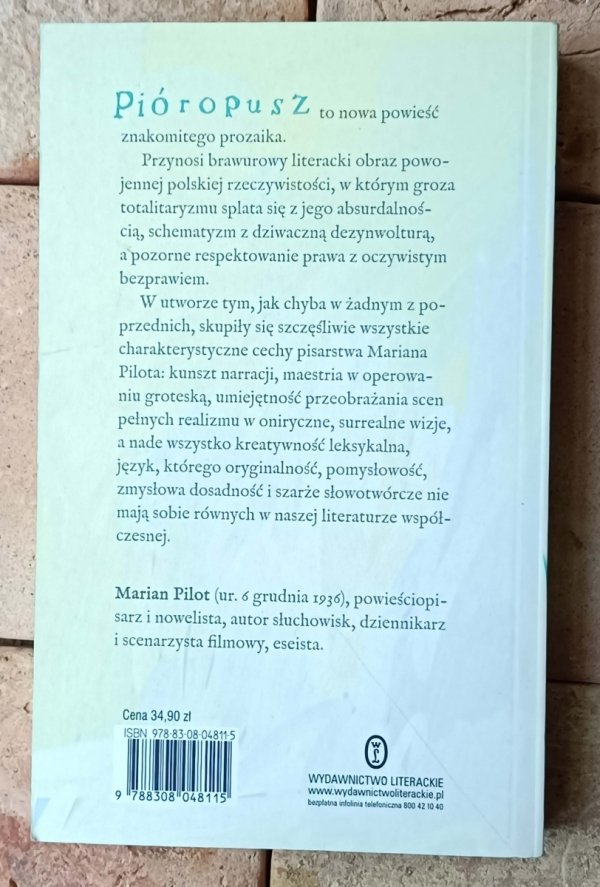 Pióropusz to nowa powieść
znakomitego prozaika.
Przynosi brawurowy literacki obraz powo-
jennej polskiej rzeczywistości, w którym groza
totalitaryzmu splata się z jego absurdalnoś-
cią, schematyzm z dziwaczną dezynwolturą,
a pozorne respektowanie prawa z oczywistym
bezprawiem.
W utworze tym, jak chyba w żadnym z po-
przednich, skupiły się szczęśliwie wszystkie
charakterystyczne cechy pisarstwa Mariana
Pilota: kunszt narracji, maestria w operowa-
niu groteską, umiejętność przeobrażania scen
pełnych realizmu w oniryczne, surrealne wizje,
a nade wszystko kreatywność leksykalna,
język, którego oryginalność, pomysłowość,
zmysłowa dosadność i szarże słowotwórcze nie
mają sobie równych w naszej literaturze współ-
czesnej.
Marian Pilot (ur. 6 grudnia 1936), powieściopi-
sarz i nowelista, autor słuchowisk, dziennikarz
i scenarzysta filmowy, eseista.
Cena 34,90 zł
ISBN 978-83-08-04811-5
9 788308 048115
WL
WYDAWNICTWO LITERACKIE
www.wydawnictwoliterackie.pl
bezpłatna infolinia telefoniczna 800 42 10 40